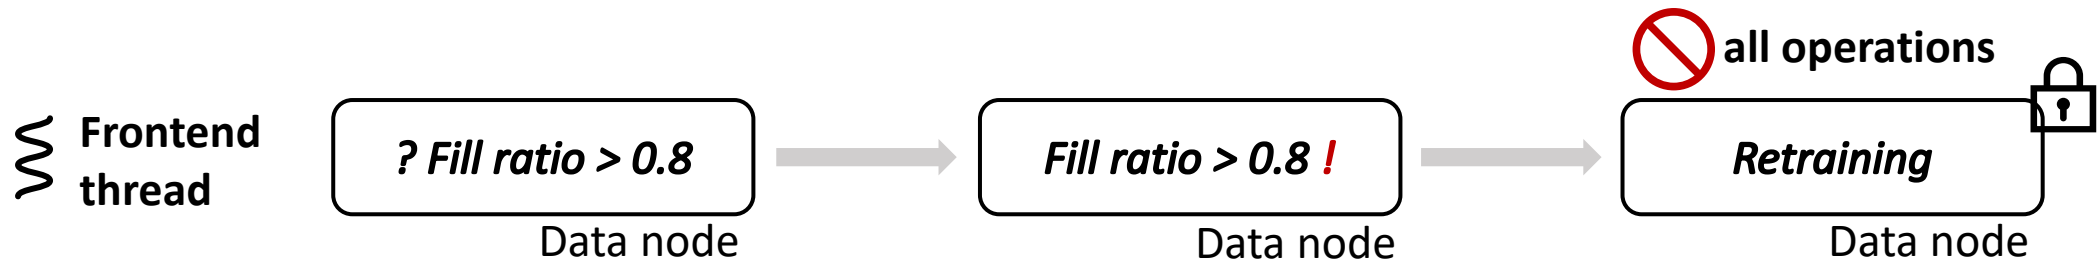 all operations
Frontend
thread
? Fill ratio > 0.8
Fill ratio > 0.8 !
Retraining
Data node
Data node
Data node